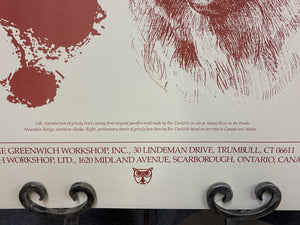 Left, reproduction of grizzly track casting from original paraffin mold made by Bev Doolittle on site at Alatna River in the Brooks
Mountain Range, northern Alaska. Right, preliminary sketch of grizzly bear done by Bev Doolittle based on her trips to Canada and Alaska.
E GREENWICH WORKSHOP, INC., 30 LINDEMAN DRIVE, TRUMBULL, CT 06611
H WORKSHOP, LTD., 1620 MIDLAND AVENUE, SCARBOROUGH, ONTARIO, CANA